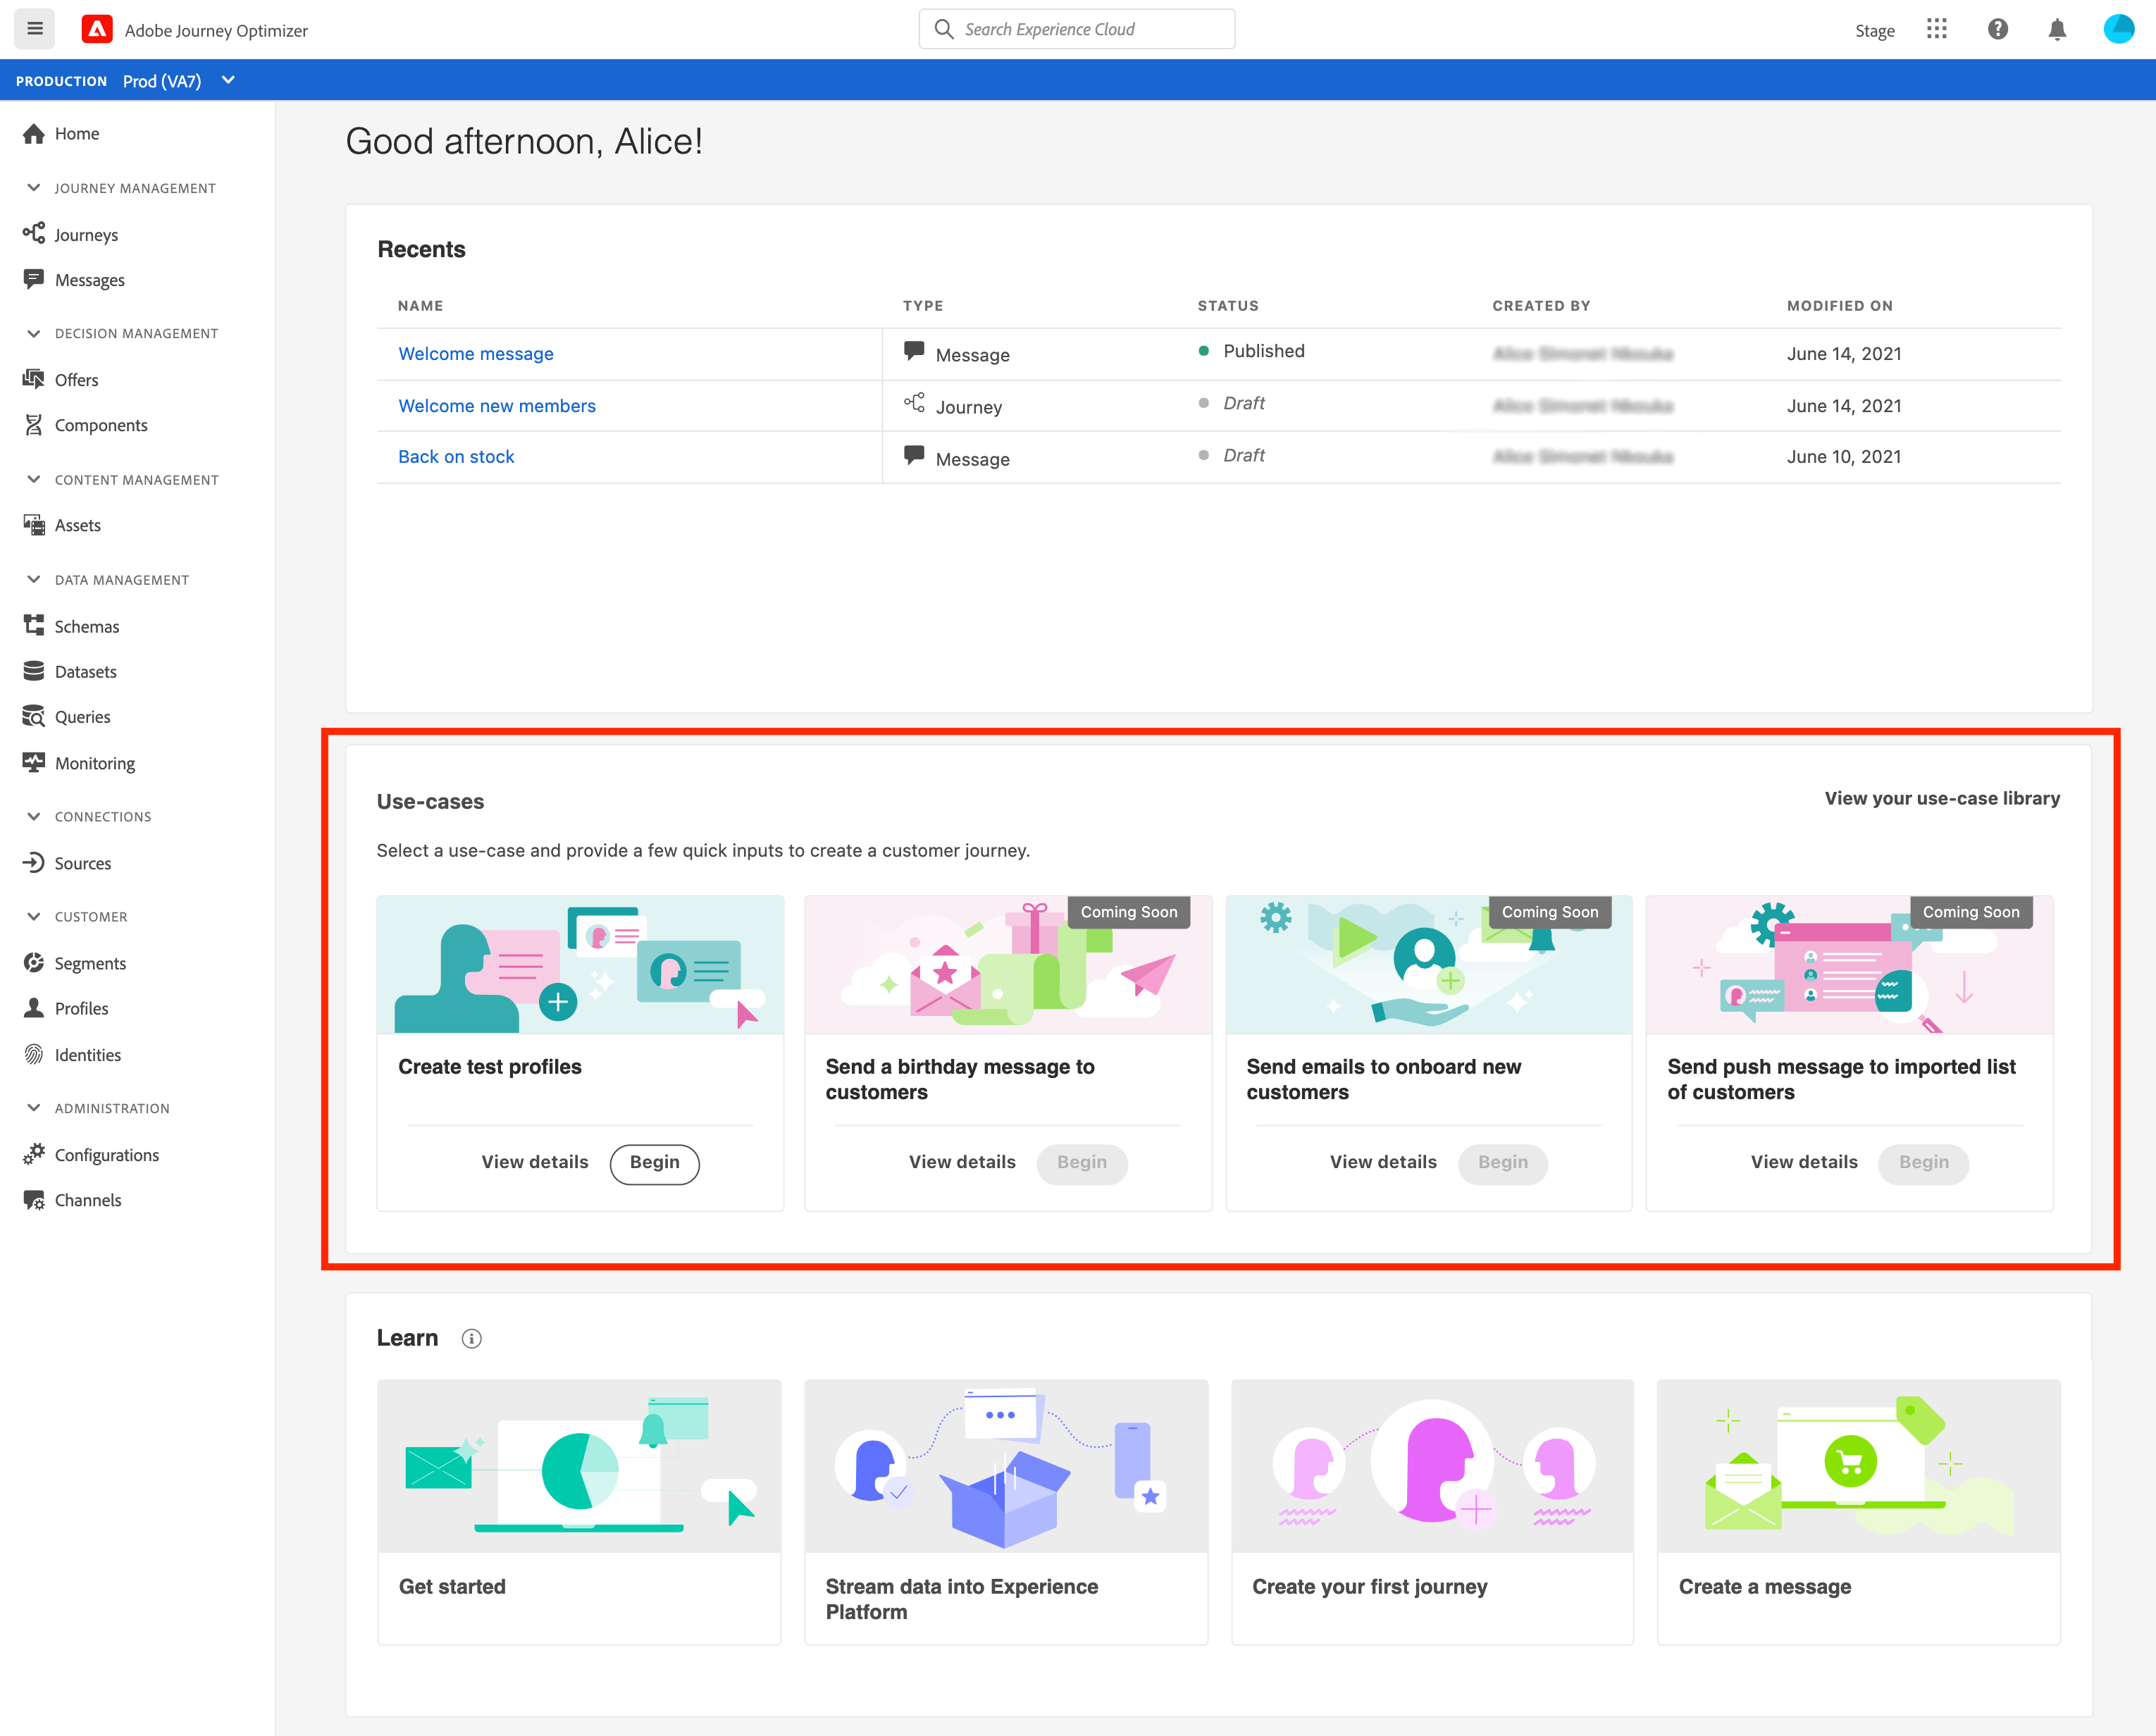 Adobe Journey Optimizer
Search Experience Cloud
Stage
PRODUCTION Prod (VA7)
Home
JOURNEY MANAGEMENT
Journeys
Messages
DECISION MANAGEMENT
Offers
Components
CONTENT MANAGEMENT
Assets
DATA MANAGEMENT
Schemas
Datasets
Queries
Monitoring
CONNECTIONS
Sources
CUSTOMER
Segments
Profiles
Identities
ADMINISTRATION
Configurations
Channels
Good afternoon, Alice!
Recents
NAME TYPE STATUS CREATED BY MODIFIED ON
Welcome message Message Published June 14, 2021
Welcome new members Journey Draft June 14, 2021
Back on stock Message Draft June 10, 2021
Use-cases
View your use-case library
Select a use-case and provide a few quick inputs to create a customer journey.
Create test profiles
View details Begin
Coming Soon
Send a birthday message to
customers
View details Begin
Coming Soon
Send emails to onboard new
customers
View details Begin
Coming Soon
Send push message to imported list
of customers
View details Begin
Learn
Get started
Stream data into Experience
Platform
Create your first journey
Create a message